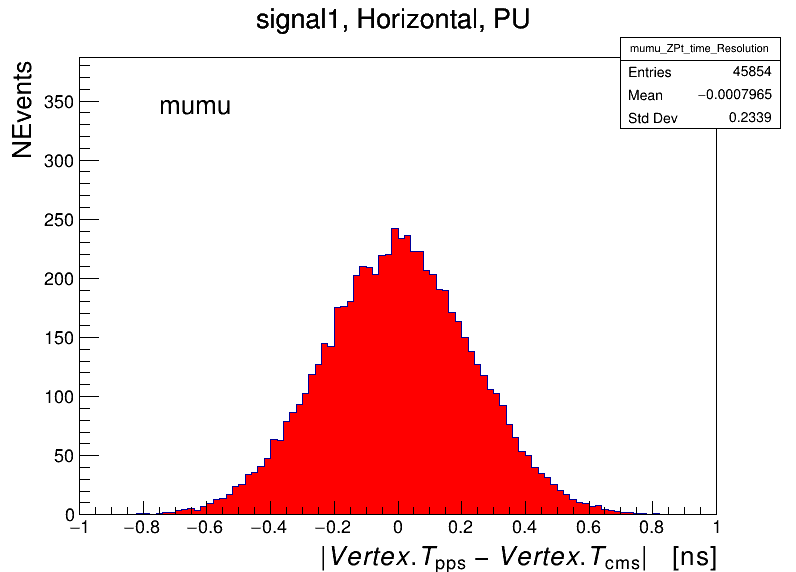 signal1, Horizontal, PU
mumu_ZPt_time_Resolution
Entries 45854
Mean −0.0007965
Std Dev 0.2339
NEvents
mumu
350
300
250
200
150
100
50
0
−1 −0.8 −0.6 −0.4 −0.2 0 0.2 0.4 0.6 0.8 1
|Vertex.Tpps − Vertex.Tcms| [ns]